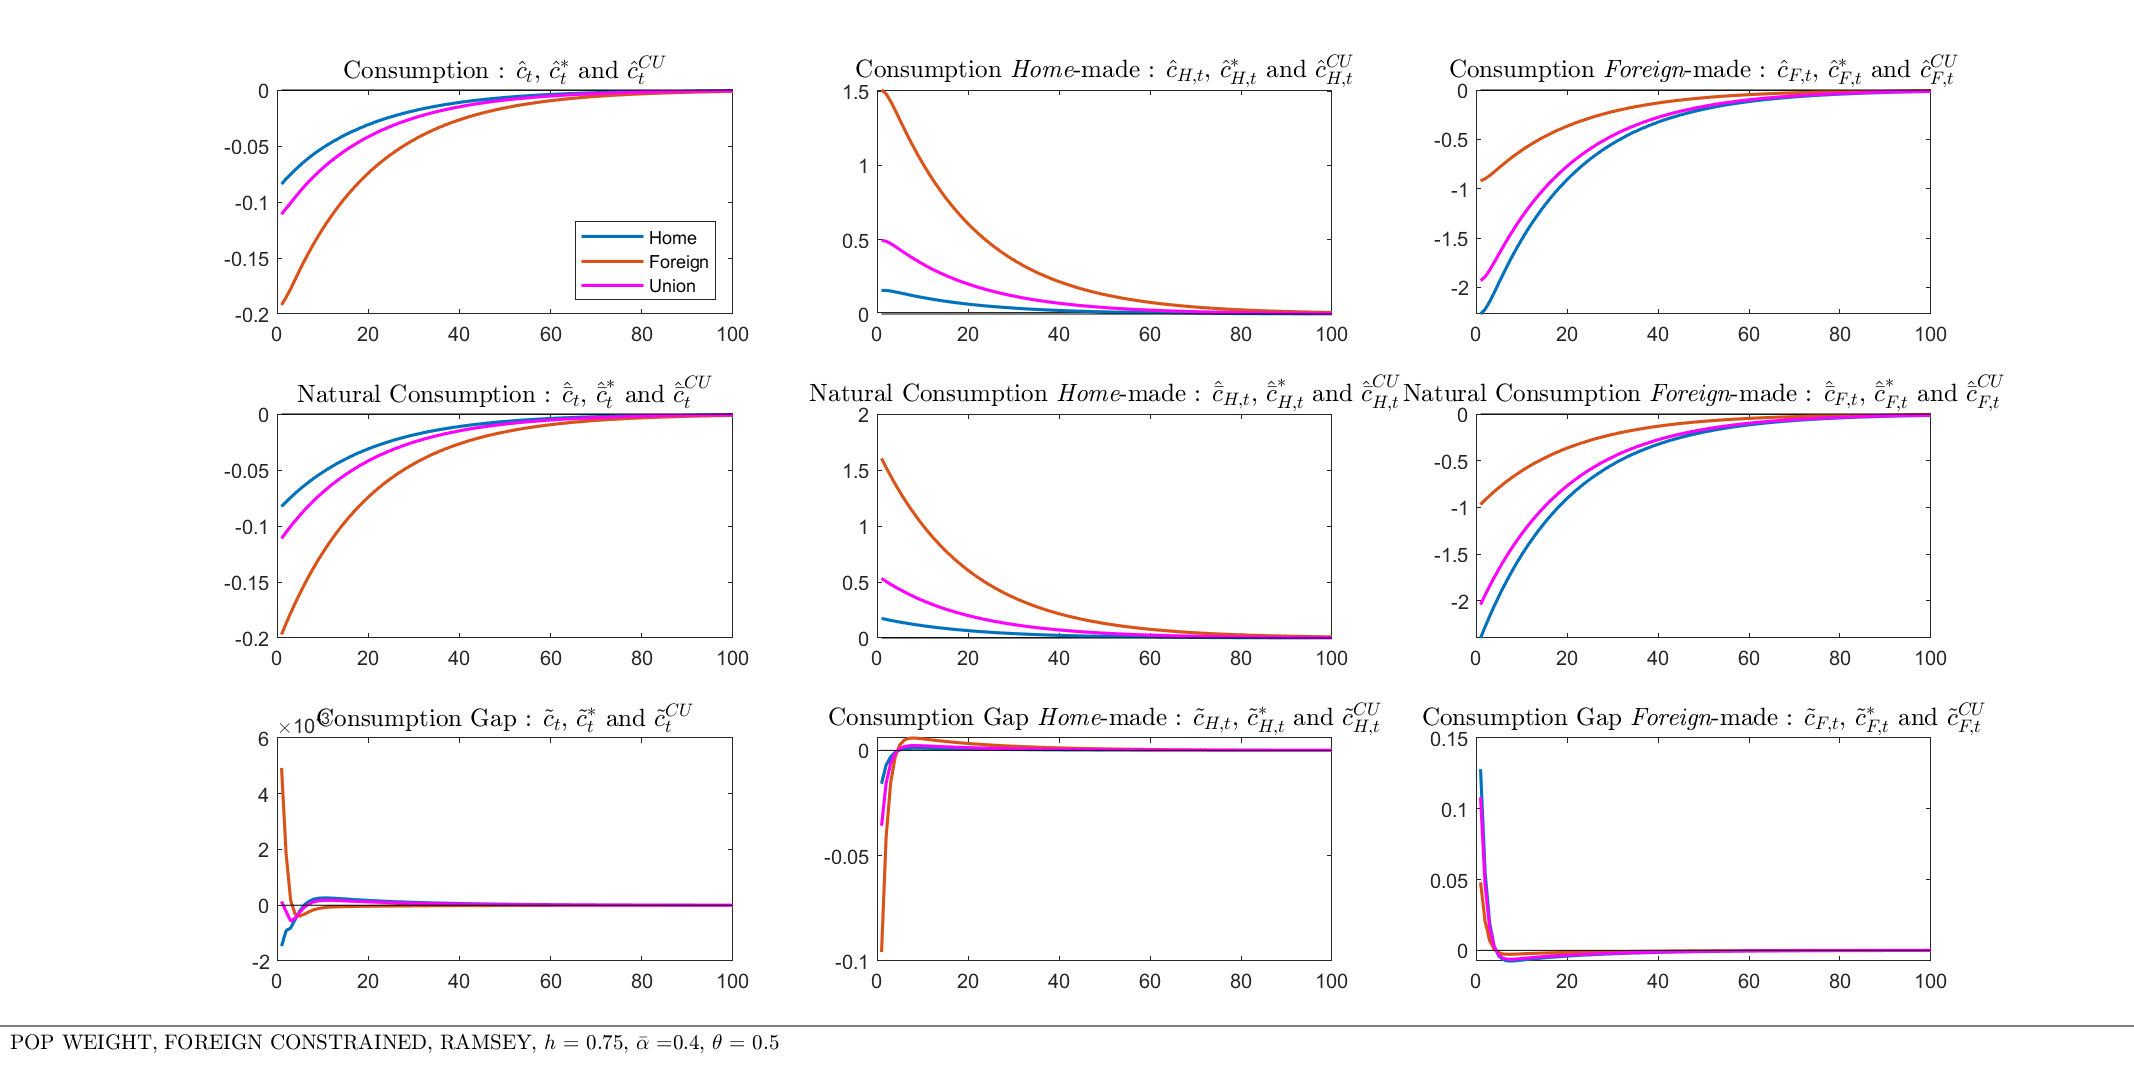 Consumption : ĉ_t, ĉ*_t and ĉ^CU_t
Consumption Home-made : ĉ_H,t, ĉ*_H,t and ĉ^CU_H,t
Consumption Foreign-made : ĉ_F,t, ĉ*_F,t and ĉ^CU_F,t
0
-0.05
-0.1
-0.15
-0.2
0 20 40 60 80 100
Home
Foreign
Union
1.5
1
0.5
0
0 20 40 60 80 100
0
-0.5
-1
-1.5
-2
0 20 40 60 80 100
Natural Consumption : ĉ̄_t, ĉ̄*_t and ĉ̄^CU_t
Natural Consumption Home-made : ĉ̄_H,t, ĉ̄*_H,t and ĉ̄^CU_H,t
Natural Consumption Foreign-made : ĉ̄_F,t, ĉ̄*_F,t and ĉ̄^CU_F,t
0
-0.05
-0.1
-0.15
-0.2
0 20 40 60 80 100
2
1.5
1
0.5
0
0 20 40 60 80 100
0
-0.5
-1
-1.5
-2
0 20 40 60 80 100
Consumption Gap : c̃_t, c̃*_t and c̃^CU_t
Consumption Gap Home-made : c̃_H,t, c̃*_H,t and c̃^CU_H,t
Consumption Gap Foreign-made : c̃_F,t, c̃*_F,t and c̃^CU_F,t
×10^-3
6
4
2
0
-2
0 20 40 60 80 100
0
-0.05
-0.1
0 20 40 60 80 100
0.15
0.1
0.05
0
0 20 40 60 80 100
POP WEIGHT, FOREIGN CONSTRAINED, RAMSEY, h = 0.75, ᾱ =0.4, θ = 0.5